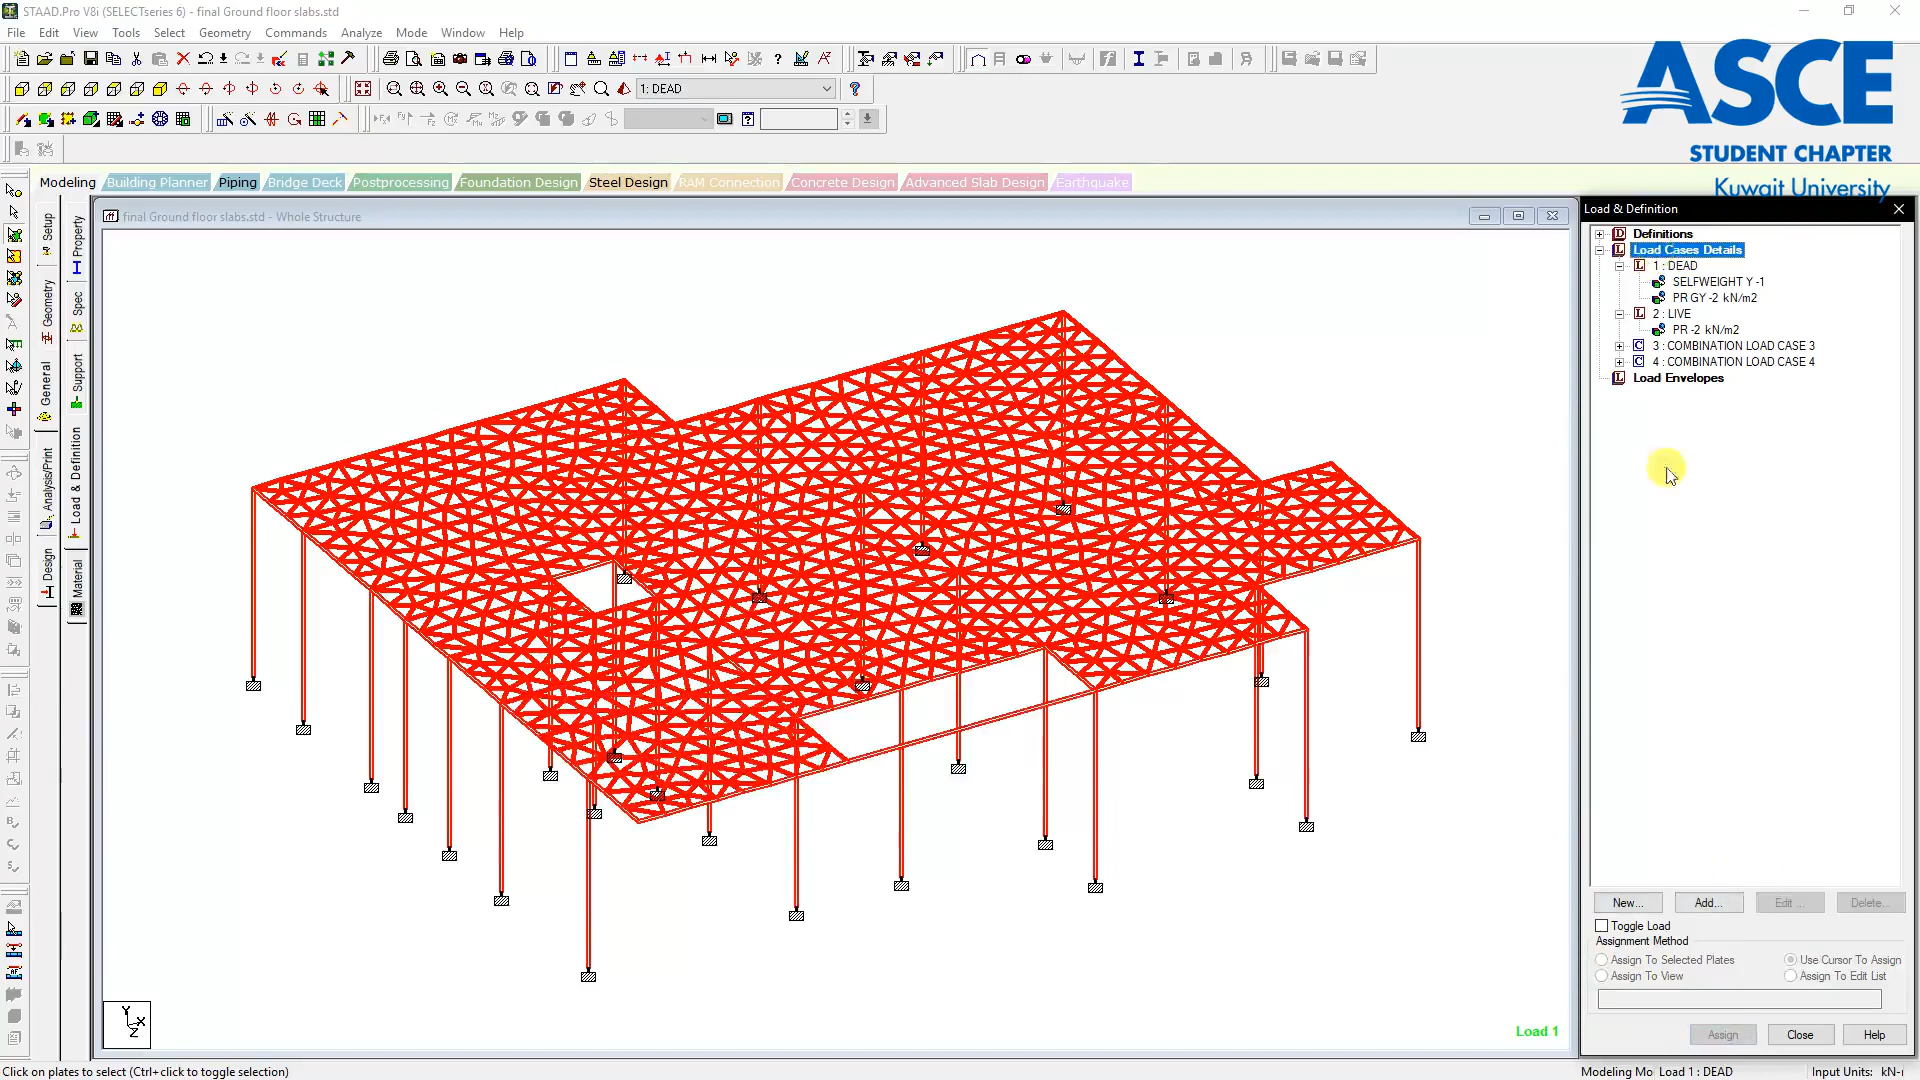 STAAD.Pro V8i (SELECTseries 6) - final Ground floor slabs.std
File Edit View Tools Select Geometry Commands Analyze Mode Window Help
1: DEAD
ASCE
STUDENT CHAPTER
Kuwait University
Modeling Building Planner Piping Bridge Deck Postprocessing Foundation Design Steel Design RAM Connection Concrete Design Advanced Slab Design Earthquake
Setup
Geometry
General
Analysis/Print
Design
Property
Spec
Support
Load & Definition
Material
final Ground floor slabs.std - Whole Structure
Y
X
Z
Load 1
Load & Definition
Definitions
Load Cases Details
1 : DEAD
SELFWEIGHT Y -1
PR GY -2 kN/m2
2 : LIVE
PR -2 kN/m2
3 : COMBINATION LOAD CASE 3
4 : COMBINATION LOAD CASE 4
Load Envelopes
New... Add... Edit ... Delete...
Toggle Load
Assignment Method
Assign To Selected Plates Use Cursor To Assign
Assign To View Assign To Edit List
Assign Close Help
Click on plates to select (Ctrl+click to toggle selection)
Modeling Mo Load 1 : DEAD Input Units: kN-